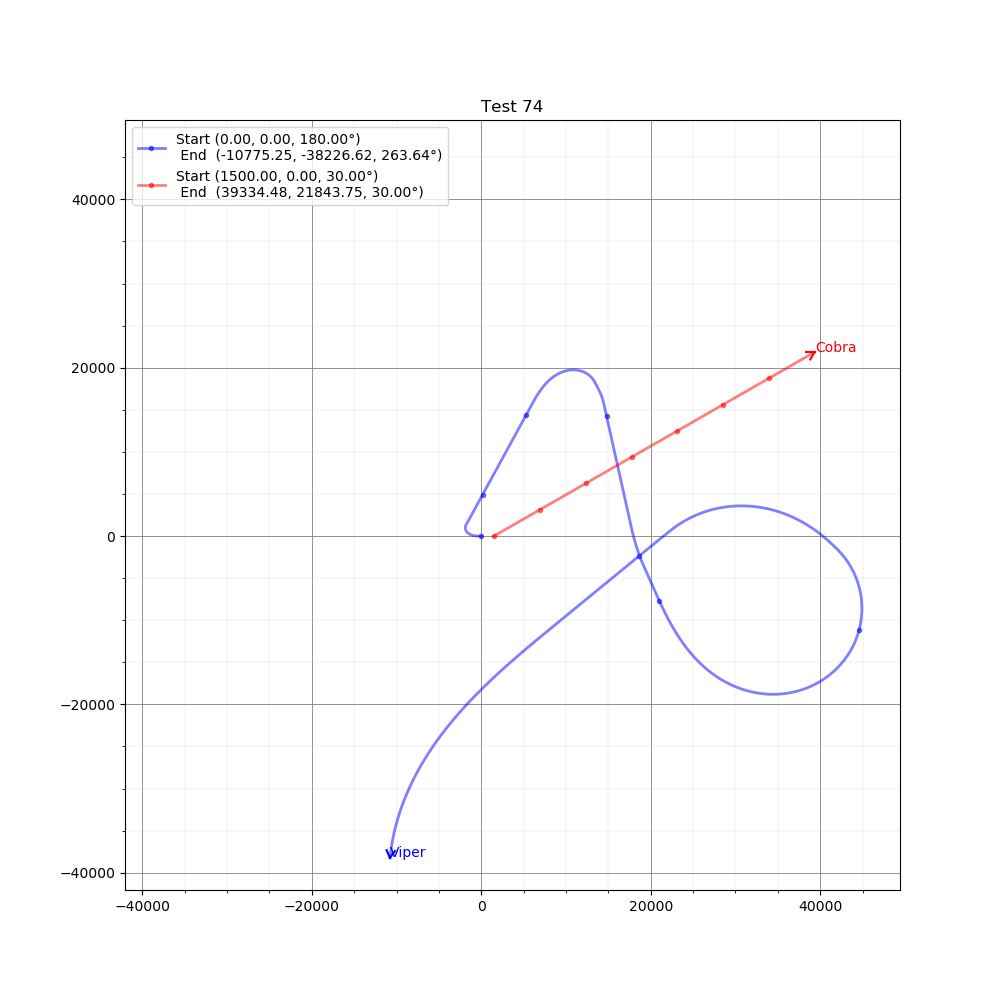 Test 74
Start (0.00, 0.00, 180.00°)
End (-10775.25, -38226.62, 263.64°)
Start (1500.00, 0.00, 30.00°)
End (39334.48, 21843.75, 30.00°)
40000
20000
0
−20000
−40000
Cobra
Viper
−40000
−20000
0
20000
40000